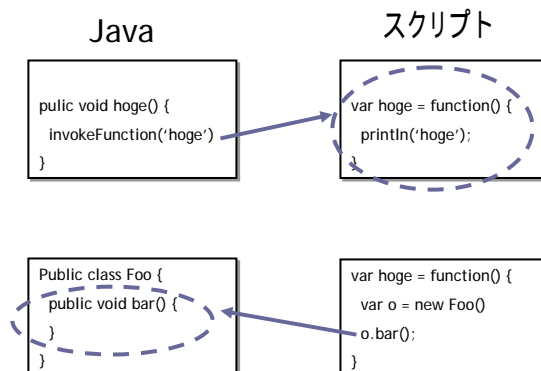 Java
スクリプト
pulic void hoge() {
invokeFunction(‘hoge’)
}
var hoge = function() {
println(‘hoge’);
}
Public class Foo {
public void bar() {
}
}
var hoge = function() {
var o = new Foo()
o.bar();
}